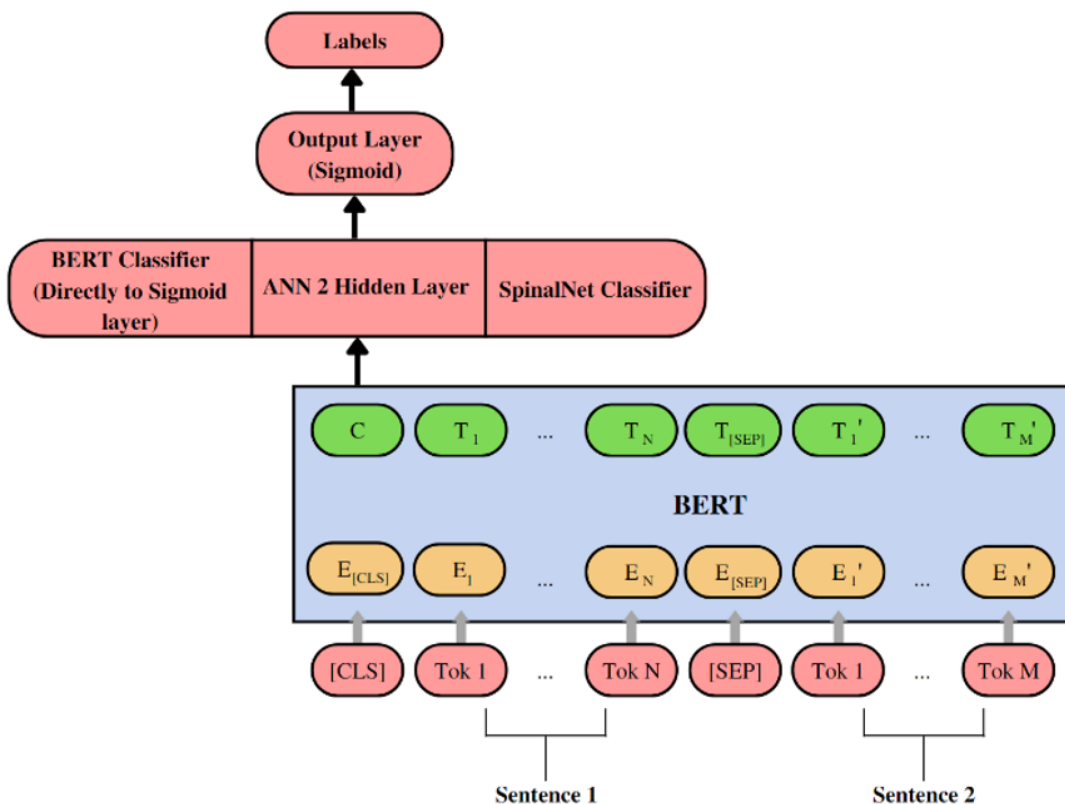 Labels
Output Layer
(Sigmoid)
BERT Classifier
(Directly to Sigmoid
layer)
ANN 2 Hidden Layer
SpinalNet Classifier
C T1 ... TN T[SEP] T1' ... TM'
BERT
E[CLS] E1 ... EN E[SEP] E1' ... EM'
[CLS] Tok 1 ... Tok N [SEP] Tok 1 ... Tok M
Sentence 1 Sentence 2